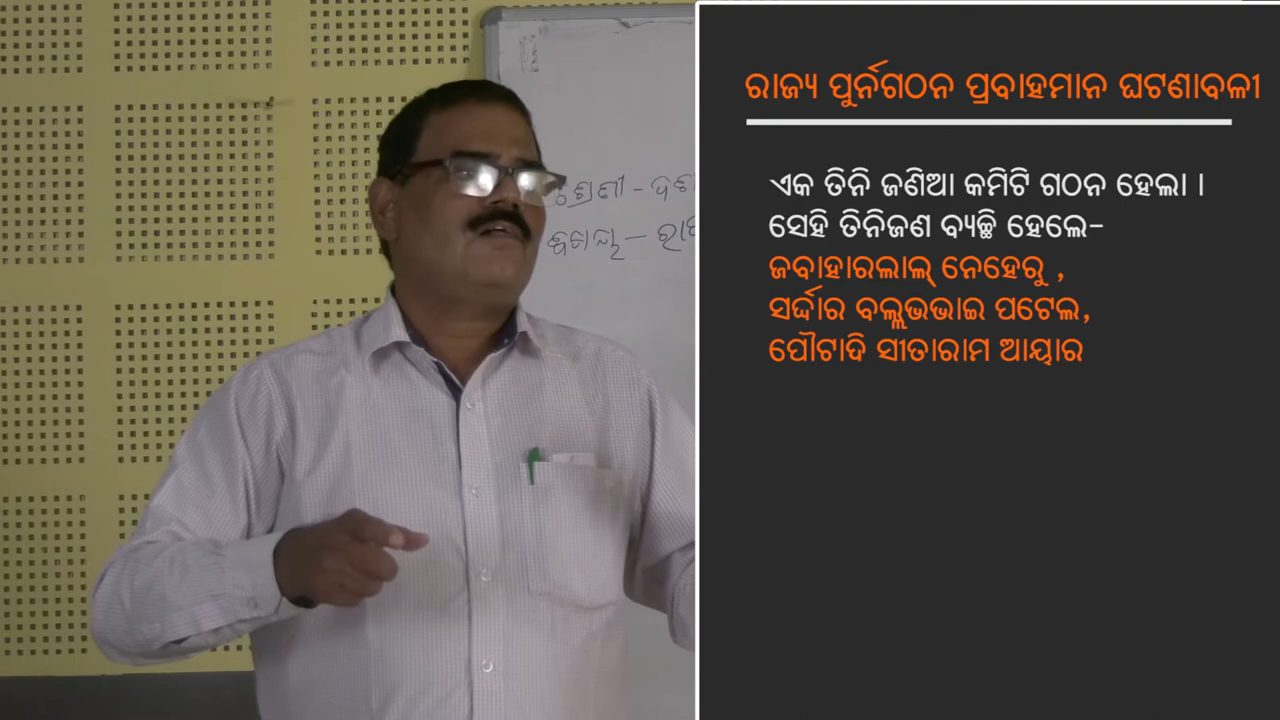 ରାଜ୍ୟ ପୁର୍ନଗଠନ ପ୍ରବାହମାନ ଘଟଣାବଳୀ
ଏକ ତିନି ଜଣିଆ କମିଟି ଗଠନ ହେଲା ।
ସେହି ତିନିଜଣ ବ୍ୟକ୍ଛି ହେଲେ-
ଜବାହାରଲାଲ୍ ନେହେରୁ ,
ସର୍ଦ୍ଦାର ବଲ୍ଲଭଭାଇ ପଟେଲ,
ପୌଟାଦି ସୀତାରାମ ଆୟାର
ଶ୍ରେଣୀ -